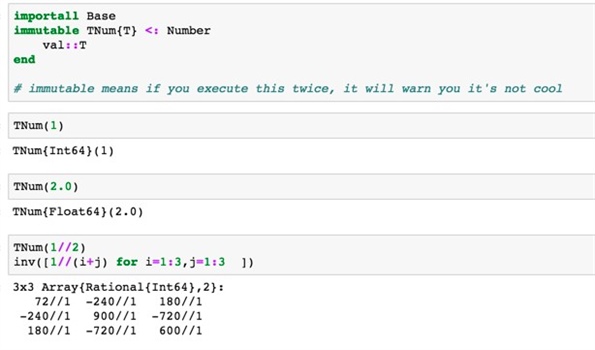 importall Base
immutable TNum{T} <: Number
    val::T
end
# immutable means if you execute this twice, it will warn you it's not cool
TNum(1)
TNum{Int64}(1)
TNum(2.0)
TNum{Float64}(2.0)
TNum(1//2)
inv([1//(i+j) for i=1:3,j=1:3  ])
3x3 Array{Rational{Int64},2}:
   72//1  -240//1   180//1
 -240//1   900//1  -720//1
  180//1  -720//1   600//1